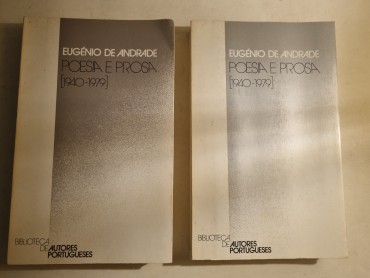 EUGÉNIO DE ANDRADE
POESIA E PROSA
[1940-1979]
BIBLIOTECA
DE AUTORES
PORTUGUESES
EUGÉNIO DE ANDRADE
POESIA E PROSA
[1940-1979]
BIBLIOTECA
DE AUTORES
PORTUGUESES